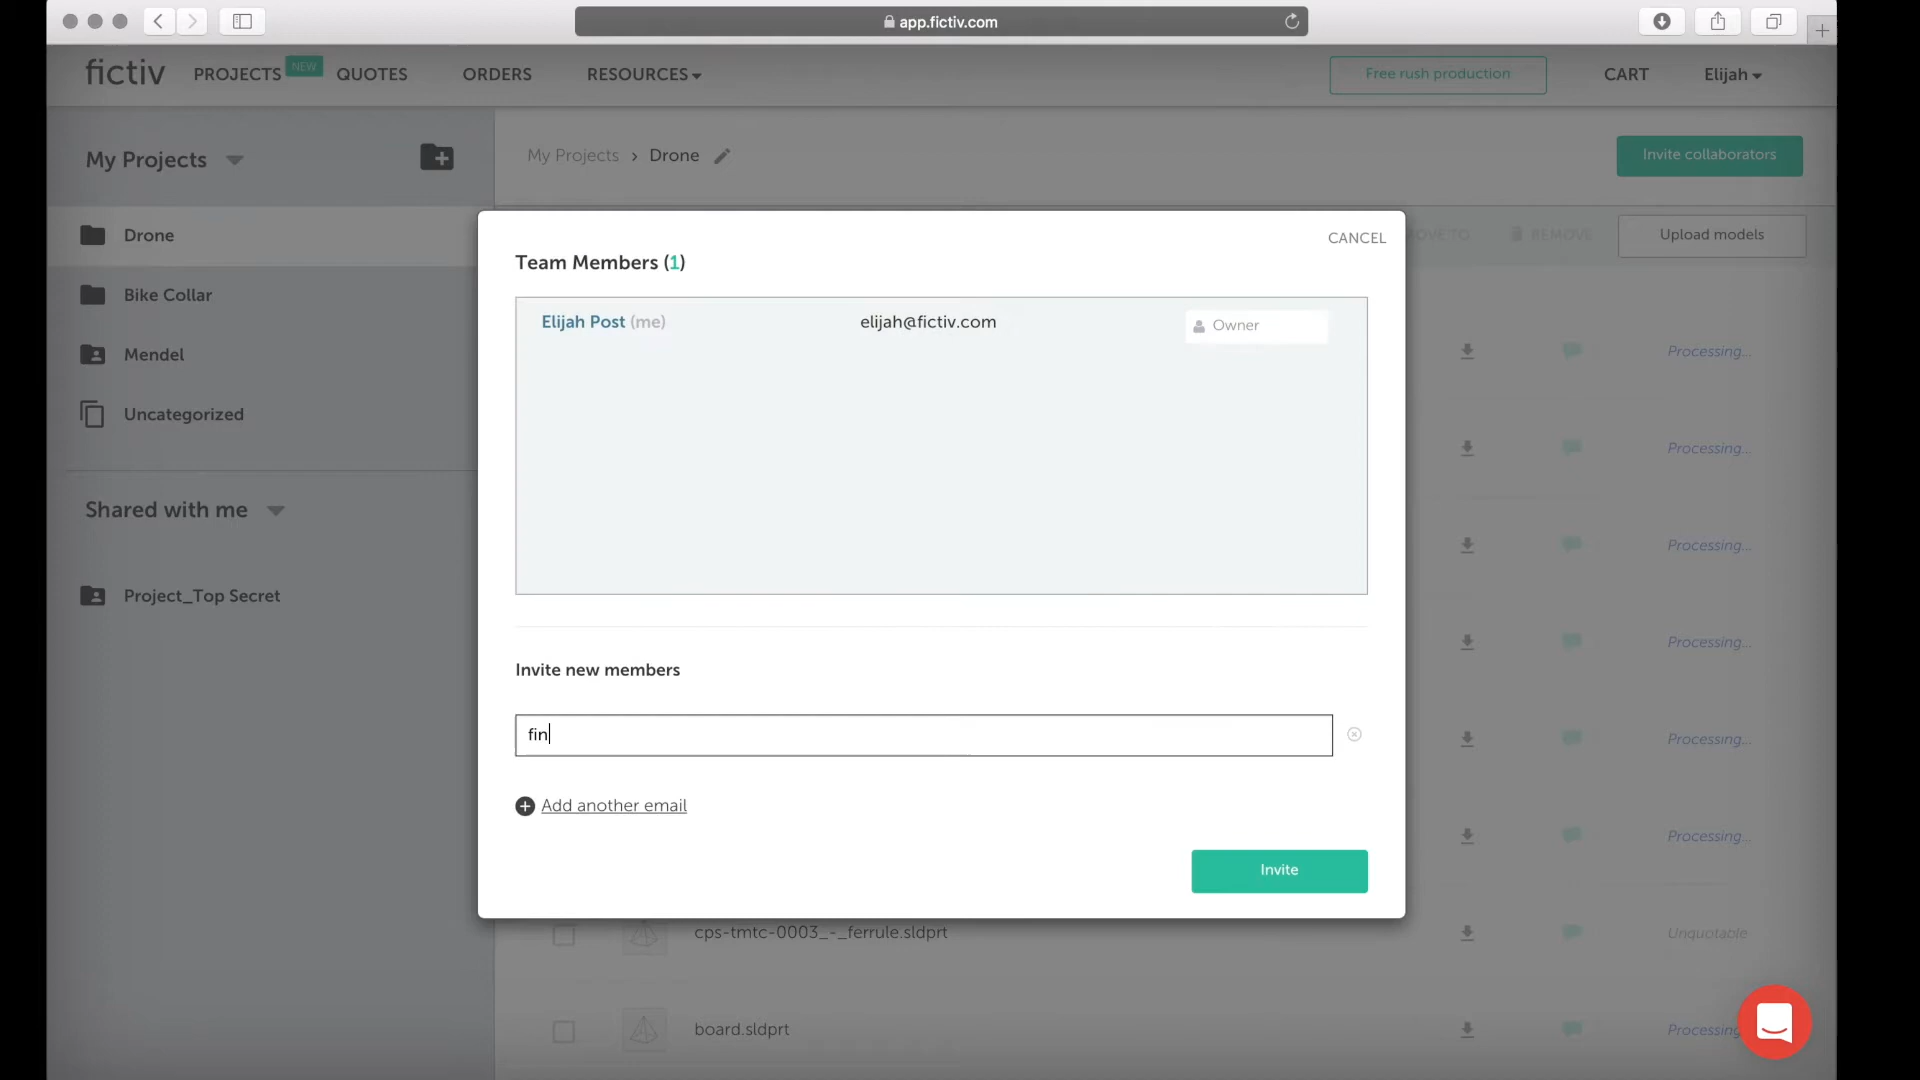 app.fictiv.com
fictiv PROJECTS NEW QUOTES ORDERS RESOURCES Free rush production CART Elijah
My Projects
My Projects › Drone
Invite collaborators
Drone
Bike Collar
Mendel
Uncategorized
Shared with me
Project_Top Secret
MOVE TO REMOVE Upload models
CANCEL
Team Members (1)
Elijah Post (me) elijah@fictiv.com Owner
Invite new members
fin
Add another email
Invite
Processing...
Processing...
Processing...
Processing...
Processing...
Processing...
cps-tmtc-0003_-_ferrule.sldprt Unquotable
board.sldprt Processing